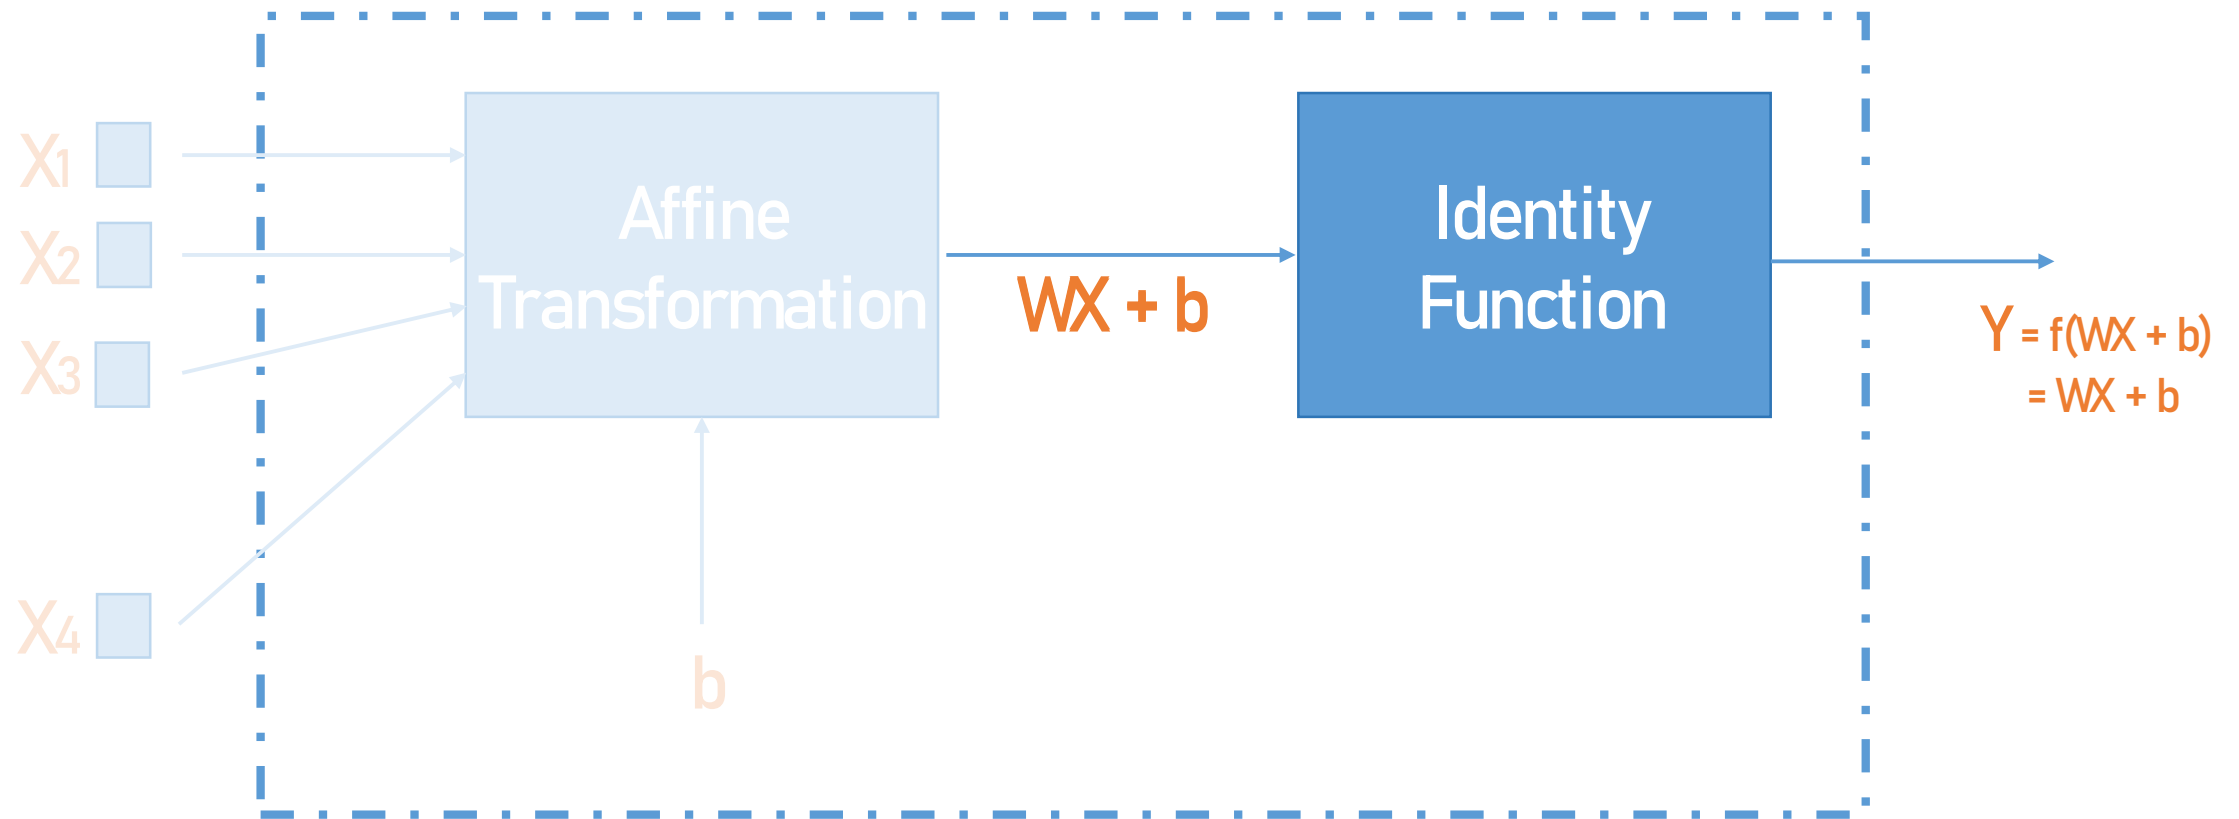 X1
X2
X3
X4
Affine
Transformation
b
WX + b
Identity
Function
Y = f(WX + b)
= WX + b